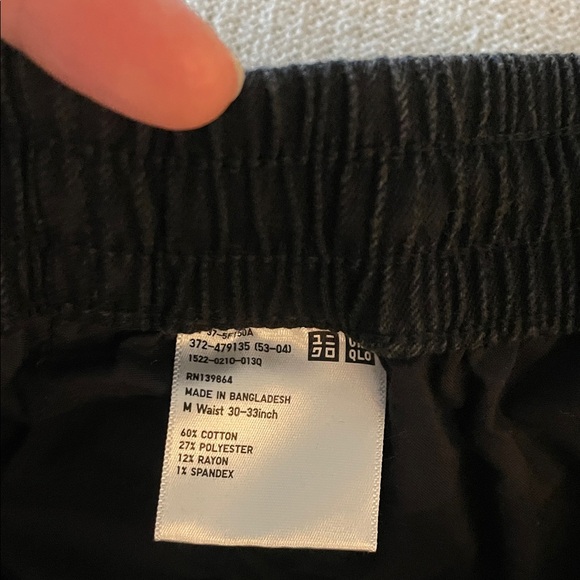 372-479135 (53-04)
1522-0210-013Q
RN139864
MADE IN BANGLADESH
M Waist 30-33inch
60% COTTON
27% POLYESTER
12% RAYON
1% SPANDEX
QLO